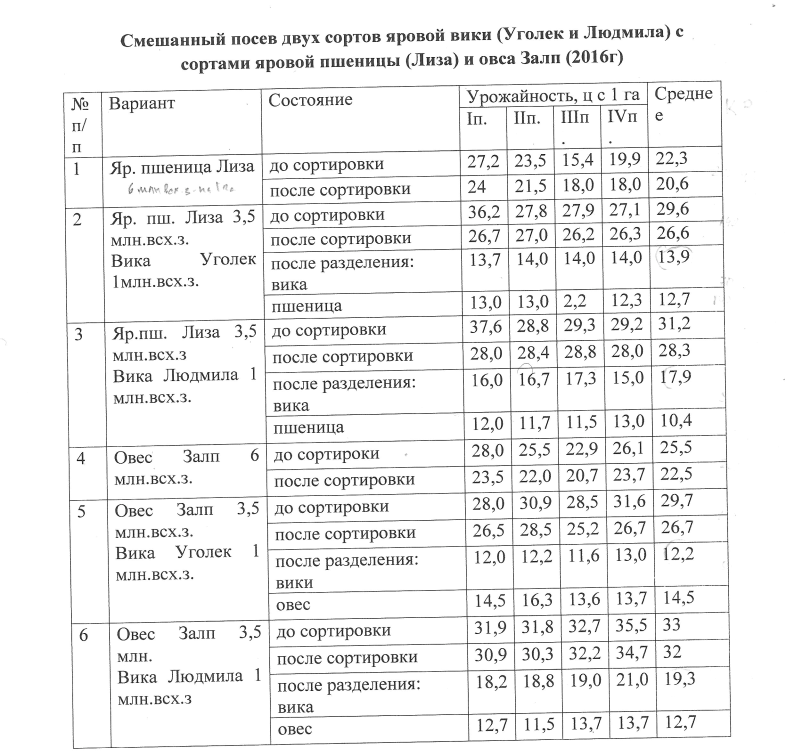 Смешанный посев двух сортов яровой вики (Уголек и Людмила) с
сортами яровой пшеницы (Лиза) и овса Залп (2016г)
№ п/п Вариант Состояние Урожайность, ц с 1 га Среднее
Iп. IIп. IIIп. IVп.
1 Яр. пшеница Лиза до сортировки 27,2 23,5 15,4 19,9 22,3
после сортировки 24 21,5 18,0 18,0 20,6
2 Яр. пш. Лиза 3,5 до сортировки 36,2 27,8 27,9 27,1 29,6
млн.всх.з. после сортировки 26,7 27,0 26,2 26,3 26,6
Вика Уголек после разделения: 13,7 14,0 14,0 14,0 13,9
1млн.всх.з. вика
пшеница 13,0 13,0 2,2 12,3 12,7
3 Яр.пш. Лиза 3,5 до сортировки 37,6 28,8 29,3 29,2 31,2
млн.всх.з после сортировки 28,0 28,4 28,8 28,0 28,3
Вика Людмила 1 после разделения: 16,0 16,7 17,3 15,0 17,9
млн.всх.з. вика
пшеница 12,0 11,7 11,5 13,0 10,4
4 Овес Залп 6 до сортироки 28,0 25,5 22,9 26,1 25,5
млн.всх.з. после сортировки 23,5 22,0 20,7 23,7 22,5
5 Овес Залп 3,5 до сортировки 28,0 30,9 28,5 31,6 29,7
млн.всх.з. после сортировки 26,5 28,5 25,2 26,7 26,7
Вика Уголек 1 после разделения: 12,0 12,2 11,6 13,0 12,2
млн.всх.з. вики
овес 14,5 16,3 13,6 13,7 14,5
6 Овес Залп 3,5 до сортировки 31,9 31,8 32,7 35,5 33
млн. после сортировки 30,9 30,3 32,2 34,7 32
Вика Людмила 1 после разделения: 18,2 18,8 19,0 21,0 19,3
млн.всх.з вика
овес 12,7 11,5 13,7 13,7 12,7